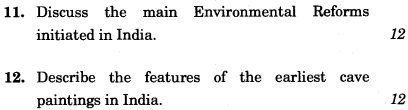 11. Discuss the main Environmental Reforms
initiated in India. 12
12. Describe the features of the earliest cave
paintings in India. 12